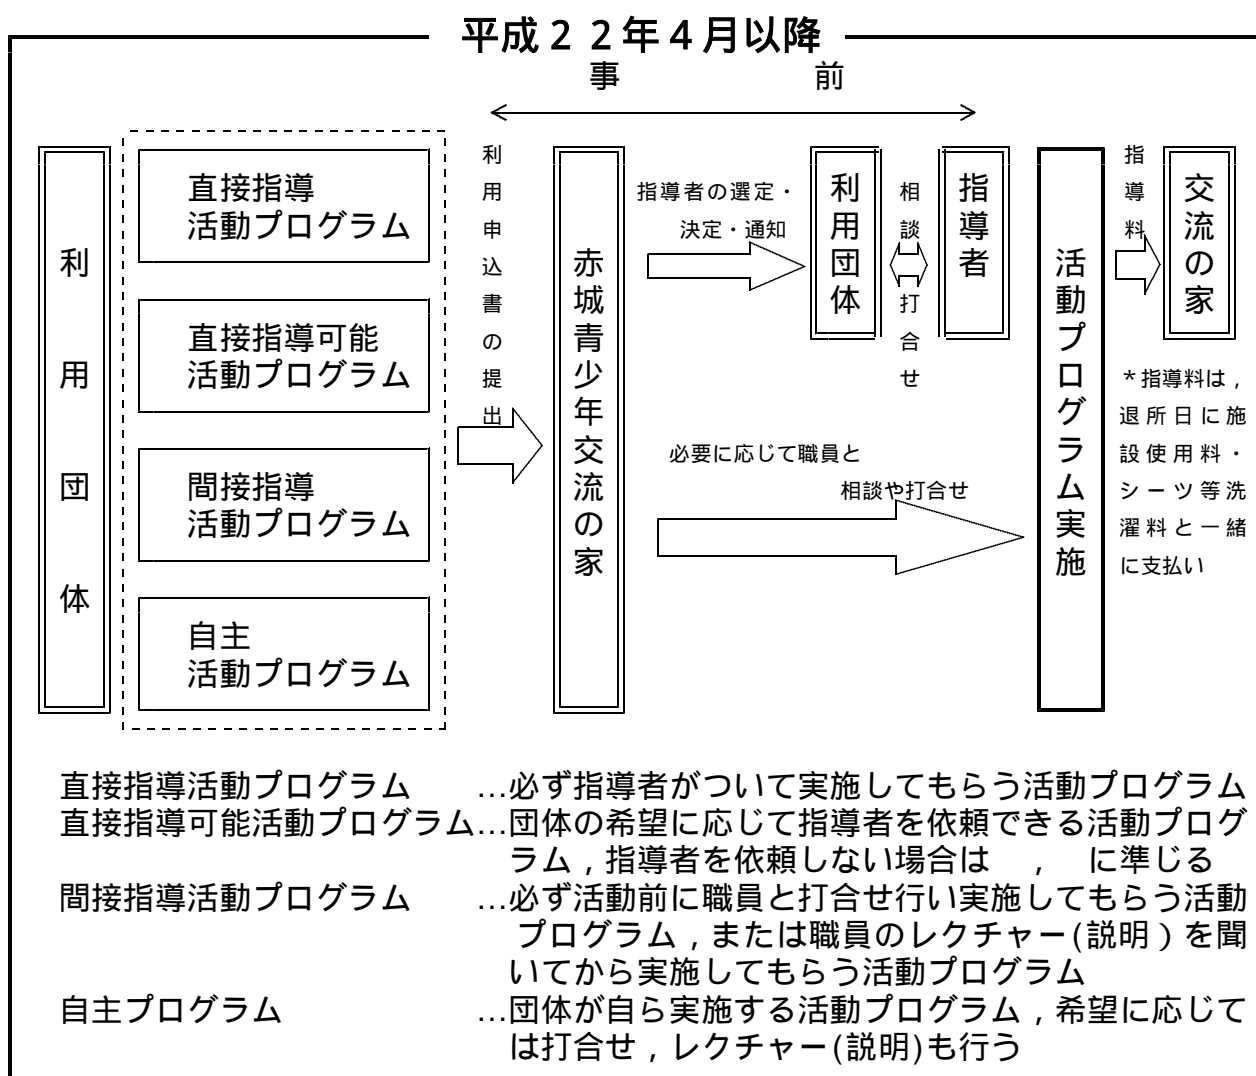 平成２２年４月以降
事　　　前
利用団体
直接指導
活動プログラム
直接指導可能
活動プログラム
間接指導
活動プログラム
自主
活動プログラム
利用申込書の提出
赤城青少年交流の家
指導者の選定・
決定・通知
利用団体
相談打合せ
指導者
必要に応じて職員と
相談や打合せ
活動プログラム実施
指導料
交流の家
*指導料は，
退所日に施
設使用料・
シーツ等洗
濯料と一緒
に支払い
直接指導活動プログラム　…必ず指導者がついて実施してもらう活動プログラム
直接指導可能活動プログラム…団体の希望に応じて指導者を依頼できる活動プログ
ラム，指導者を依頼しない場合は　，　に準じる
間接指導活動プログラム　…必ず活動前に職員と打合せ行い実施してもらう活動
プログラム，または職員のレクチャー(説明）を聞
いてから実施してもらう活動プログラム
自主プログラム　…団体が自ら実施する活動プログラム，希望に応じて
は打合せ，レクチャー(説明)も行う